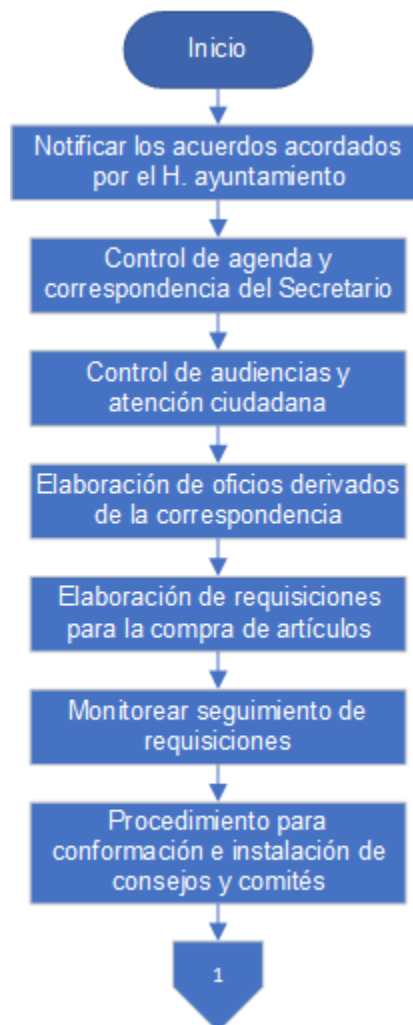 Inicio
Notificar los acuerdos acordados
por el H. ayuntamiento
Control de agenda y
correspondencia del Secretario
Control de audiencias y
atención ciudadana
Elaboración de oficios derivados
de la correspondencia
Elaboración de requisiciones
para la compra de artículos
Monitorear seguimiento de
requisiciones
Procedimiento para
conformación e instalación de
consejos y comités
1